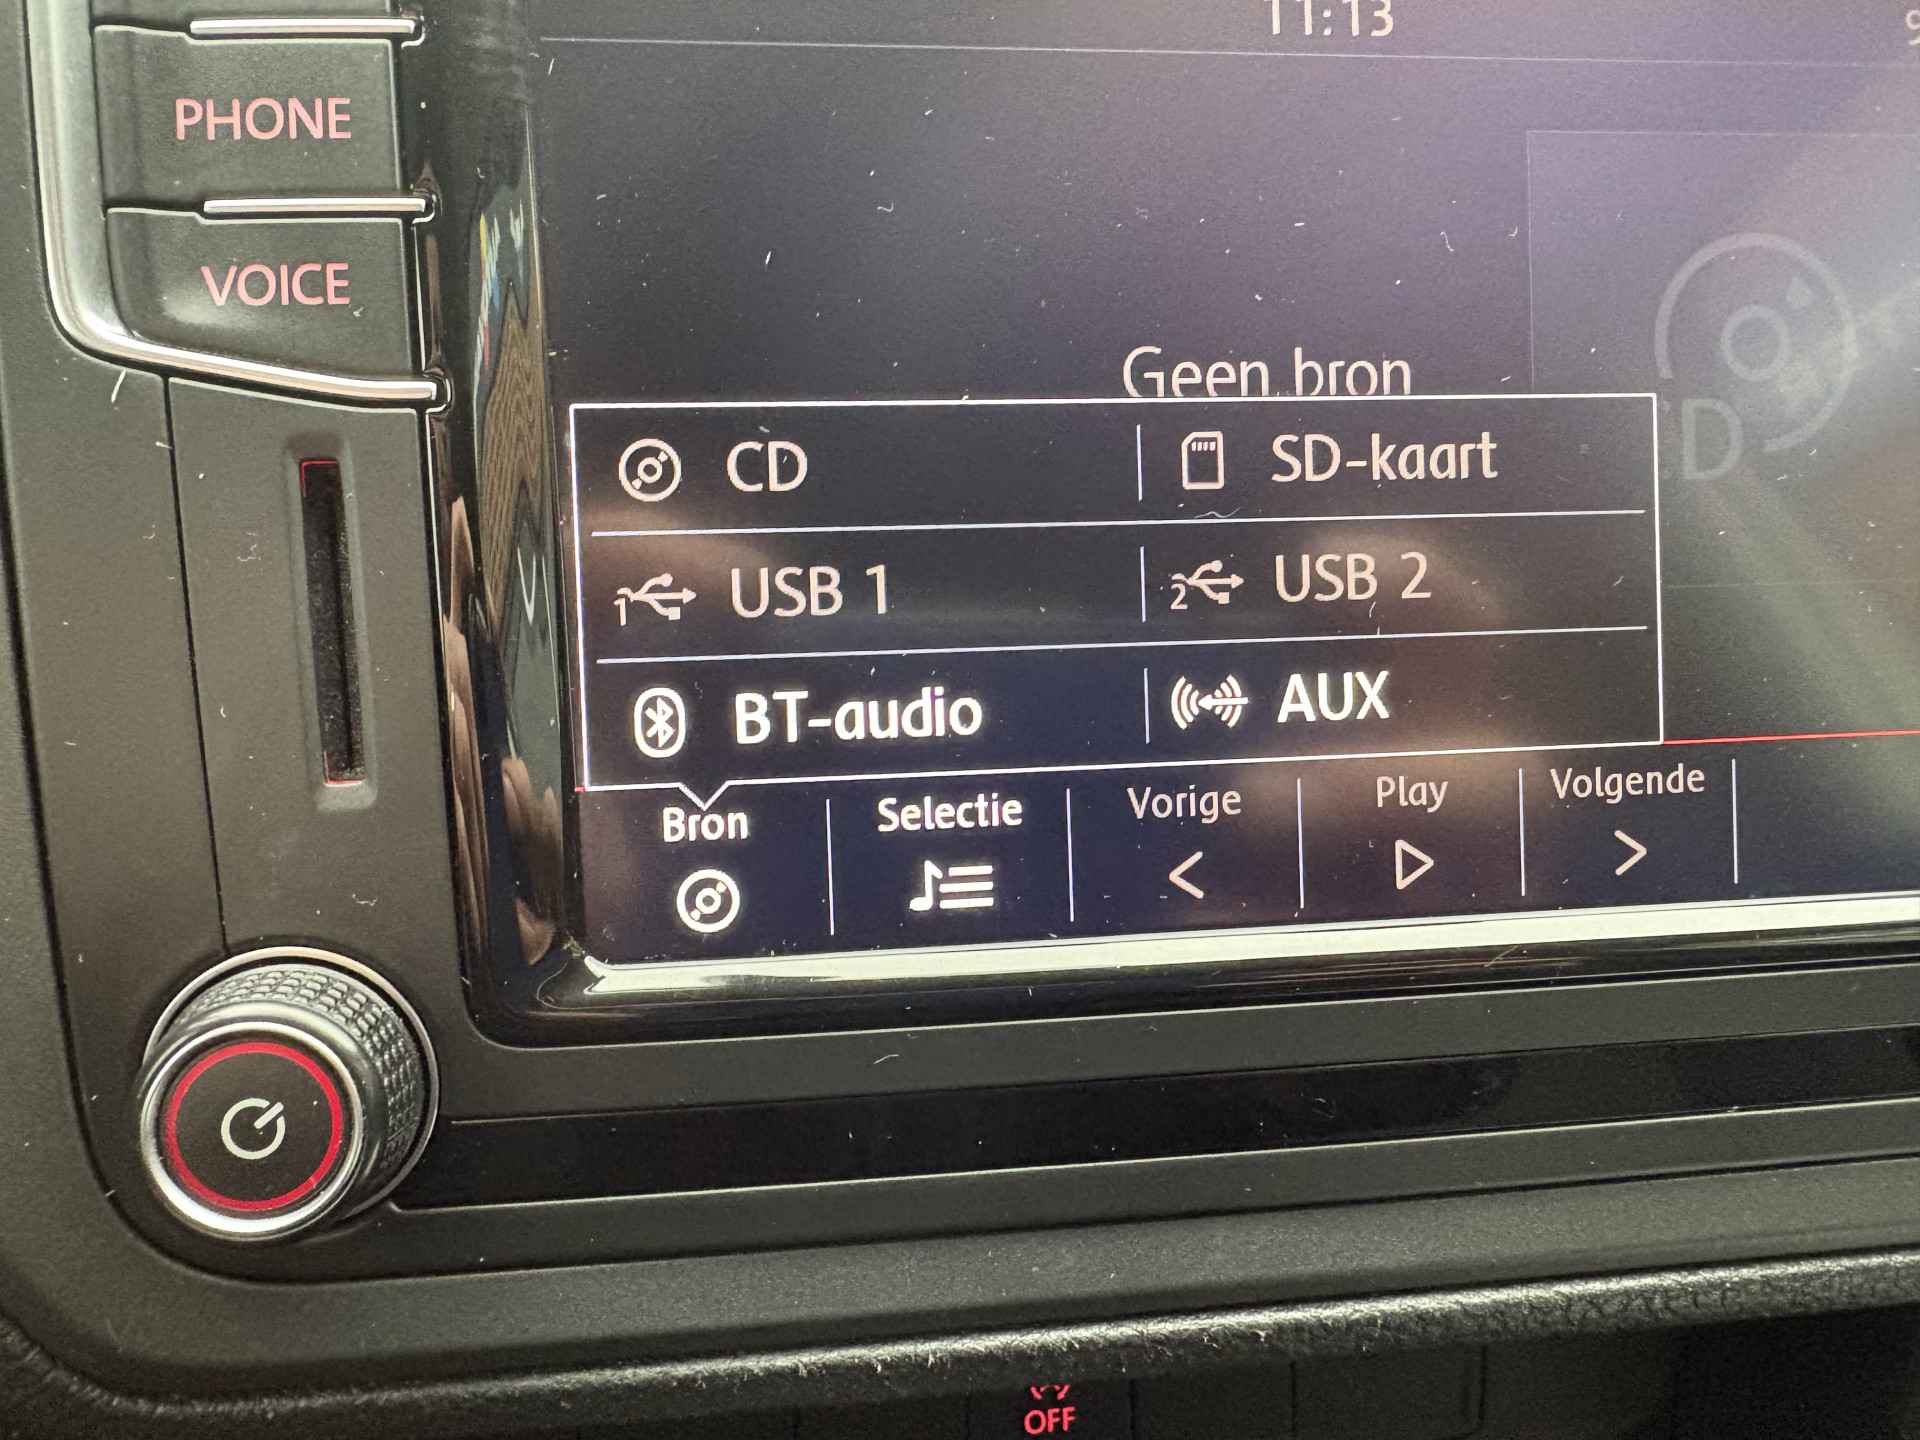 11:13
PHONE
VOICE
Geen bron
CD
CD SD-kaart
USB 1 USB 2
BT-audio AUX
Bron Selectie Vorige Play Volgende
OFF